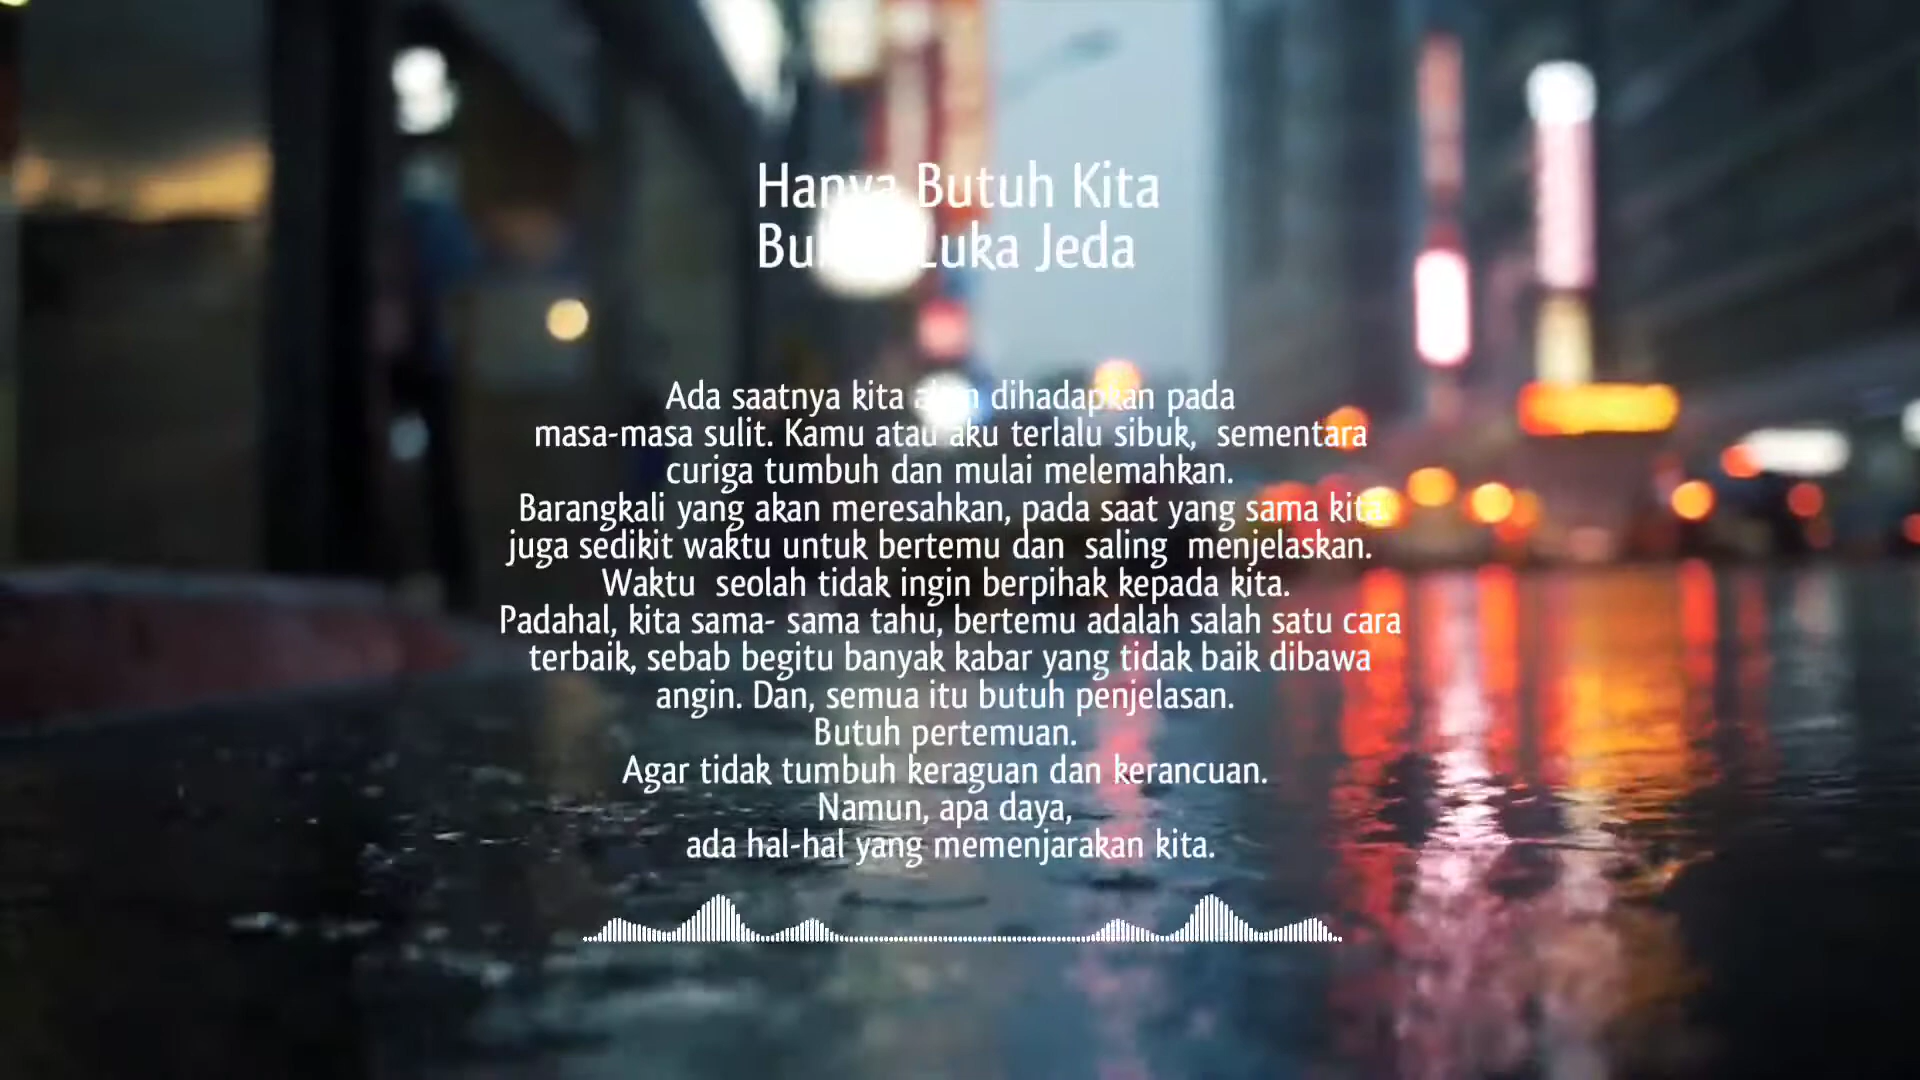 Hanya Butuh Kita
Luka Jeda
Ada saatnya kita akan dihadapkan pada
masa-masa sulit. Kamu atau aku terlalu sibuk, sementara
curiga tumbuh dan mulai melemahkan.
Barangkali yang akan meresahkan, pada saat yang sama kita
juga sedikit waktu untuk bertemu dan saling menjelaskan.
Waktu seolah tidak ingin berpihak kepada kita.
Padahal, kita sama- sama tahu, bertemu adalah salah satu cara
terbaik, sebab begitu banyak kabar yang tidak baik dibawa
angin. Dan, semua itu butuh penjelasan.
Butuh pertemuan.
Agar tidak tumbuh keraguan dan kerancuan.
Namun, apa daya,
ada hal-hal yang memenjarakan kita.